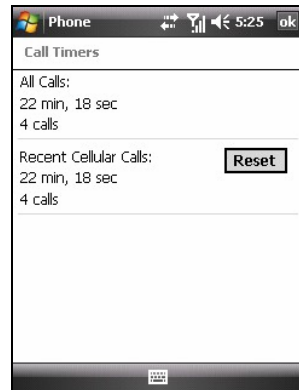 Phone 5:25 ok
Call Timers
All Calls:
22 min, 18 sec
4 calls
Recent Cellular Calls: Reset
22 min, 18 sec
4 calls